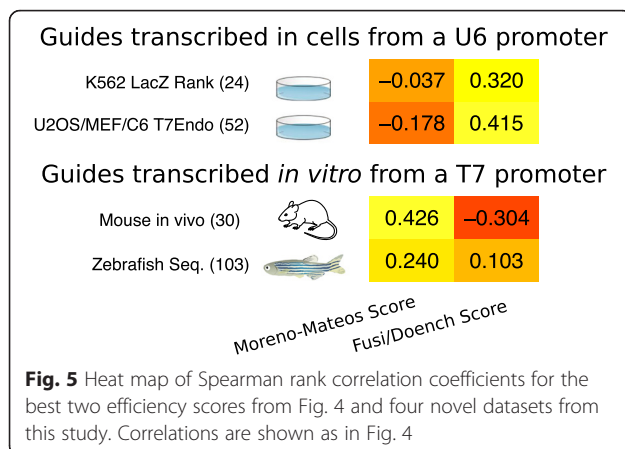 Guides transcribed in cells from a U6 promoter
K562 LacZ Rank (24) −0.037 0.320
U2OS/MEF/C6 T7Endo (52) −0.178 0.415
Guides transcribed in vitro from a T7 promoter
Mouse in vivo (30) 0.426 −0.304
Zebrafish Seq. (103) 0.240 0.103
Moreno-Mateos Score
Fusi/Doench Score
Fig. 5 Heat map of Spearman rank correlation coefficients for the
best two efficiency scores from Fig. 4 and four novel datasets from
this study. Correlations are shown as in Fig. 4